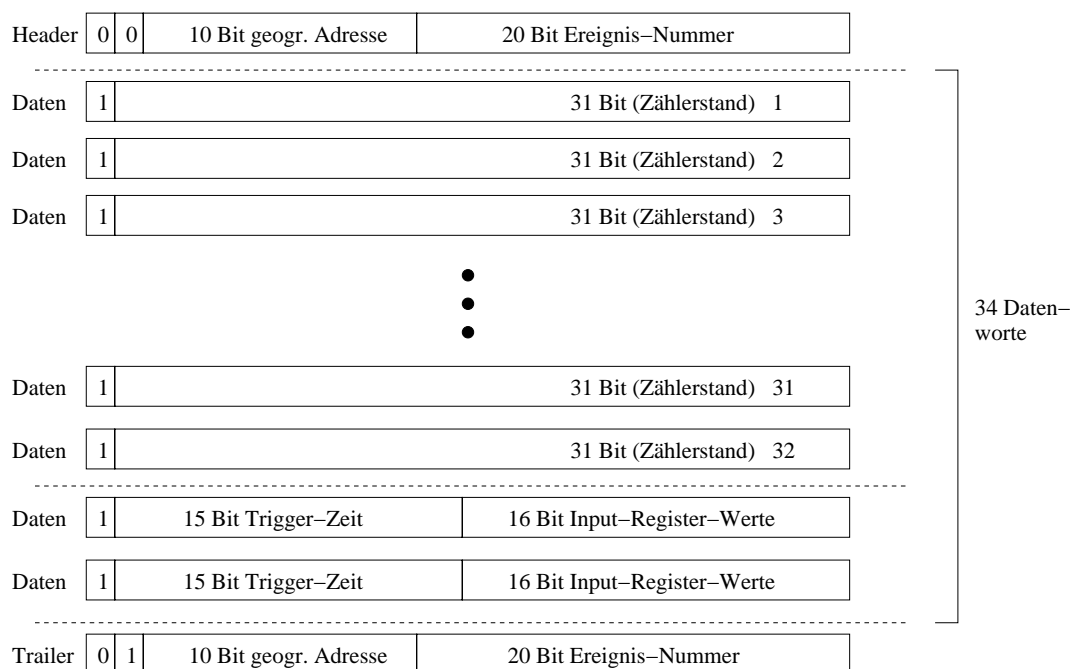 Header 0 0 10 Bit geogr. Adresse 20 Bit Ereignis−Nummer
Daten 1 31 Bit (Zählerstand) 1
Daten 1 31 Bit (Zählerstand) 2
Daten 1 31 Bit (Zählerstand) 3
34 Daten−
worte
Daten 1 31 Bit (Zählerstand) 31
Daten 1 31 Bit (Zählerstand) 32
Daten 1 15 Bit Trigger−Zeit 16 Bit Input−Register−Werte
Daten 1 15 Bit Trigger−Zeit 16 Bit Input−Register−Werte
Trailer 0 1 10 Bit geogr. Adresse 20 Bit Ereignis−Nummer